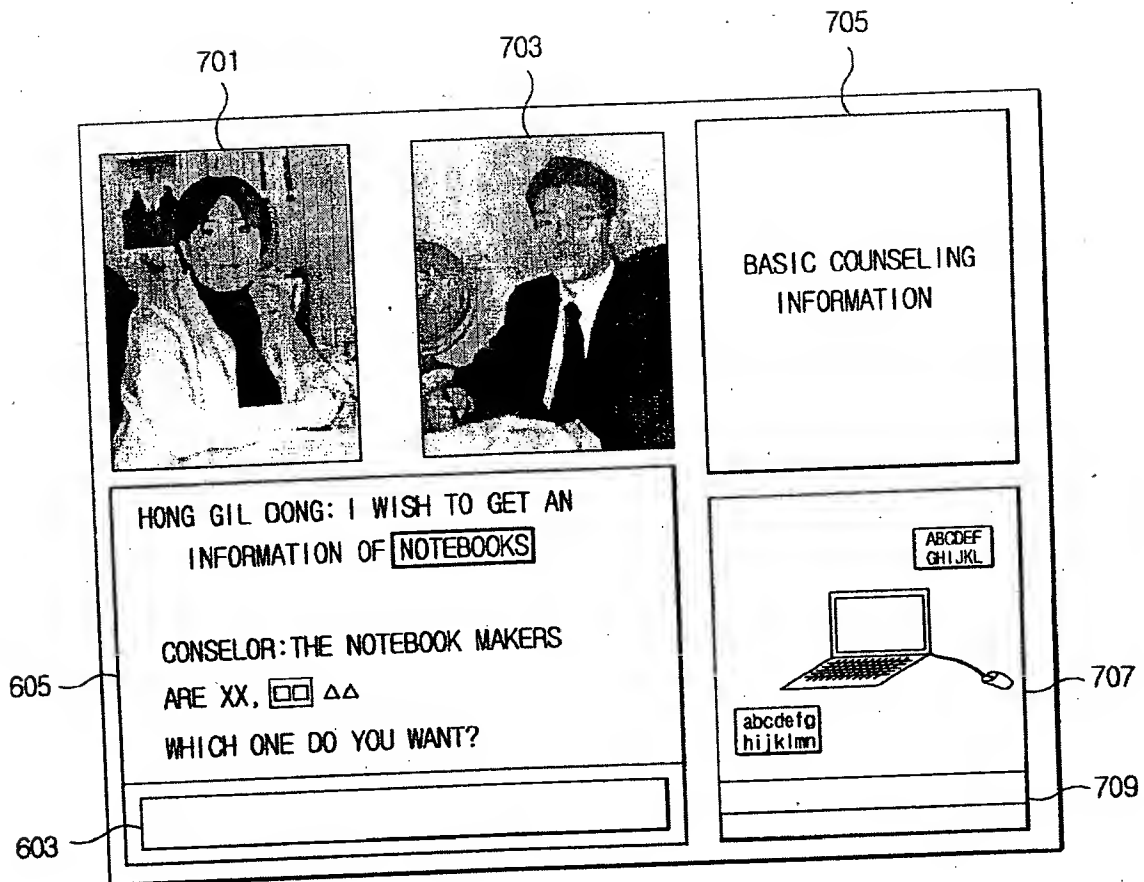 701
703
705
BASIC COUNSELING
INFORMATION
HONG GIL DONG: I WISH TO GET AN
INFORMATION OF NOTEBOOKS
CONSELOR: THE NOTEBOOK MAKERS
ARE XX, □□ △△
WHICH ONE DO YOU WANT?
605
603
ABCDEF
GHIJKL
abcdefg
hijklmn
707
709